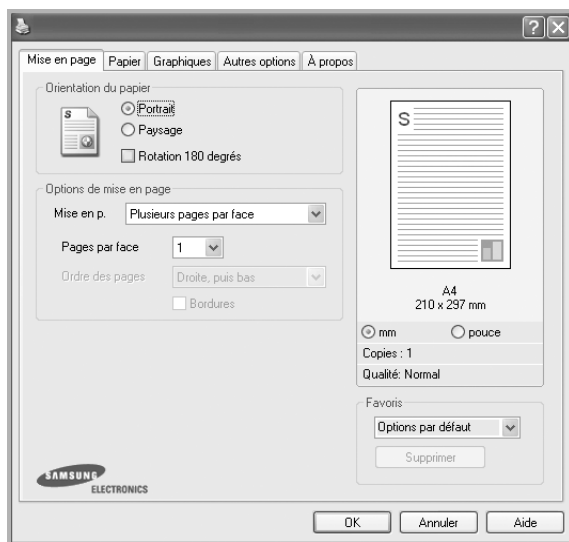 Mise en page Papier Graphiques Autres options À propos
Orientation du papier
S
Portrait
Paysage
Rotation 180 degrés
Options de mise en page
Mise en p. Plusieurs pages par face
Pages par face 1
Ordre des pages Droite, puis bas
Bordures
S
A4
210 x 297 mm
mm pouce
Copies : 1
Qualité: Normal
Favoris
Options par défaut
Supprimer
SAMSUNG
ELECTRONICS
OK Annuler Aide